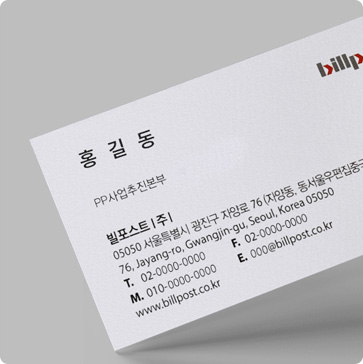 billp
홍 길 동
PP사업추진본부
빌포스트 | 주 |
05050 서울특별시 광진구 자양로 76 (자양동, 동서울우편집중국
76, Jayang-ro, Gwangjin-gu, Seoul, Korea 05050
T. 02-0000-0000 F. 02-0000-0000
M. 010-0000-0000 E. 000@billpost.co.kr
www.billpost.co.kr